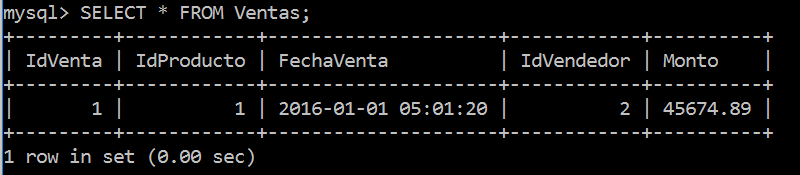 mysql> SELECT * FROM Ventas;
+---------+------------+---------------------+------------+----------+
| IdVenta | IdProducto | FechaVenta          | IdVendedor | Monto    |
+---------+------------+---------------------+------------+----------+
|       1 |          1 | 2016-01-01 05:01:20 |          2 | 45674.89 |
+---------+------------+---------------------+------------+----------+
1 row in set (0.00 sec)